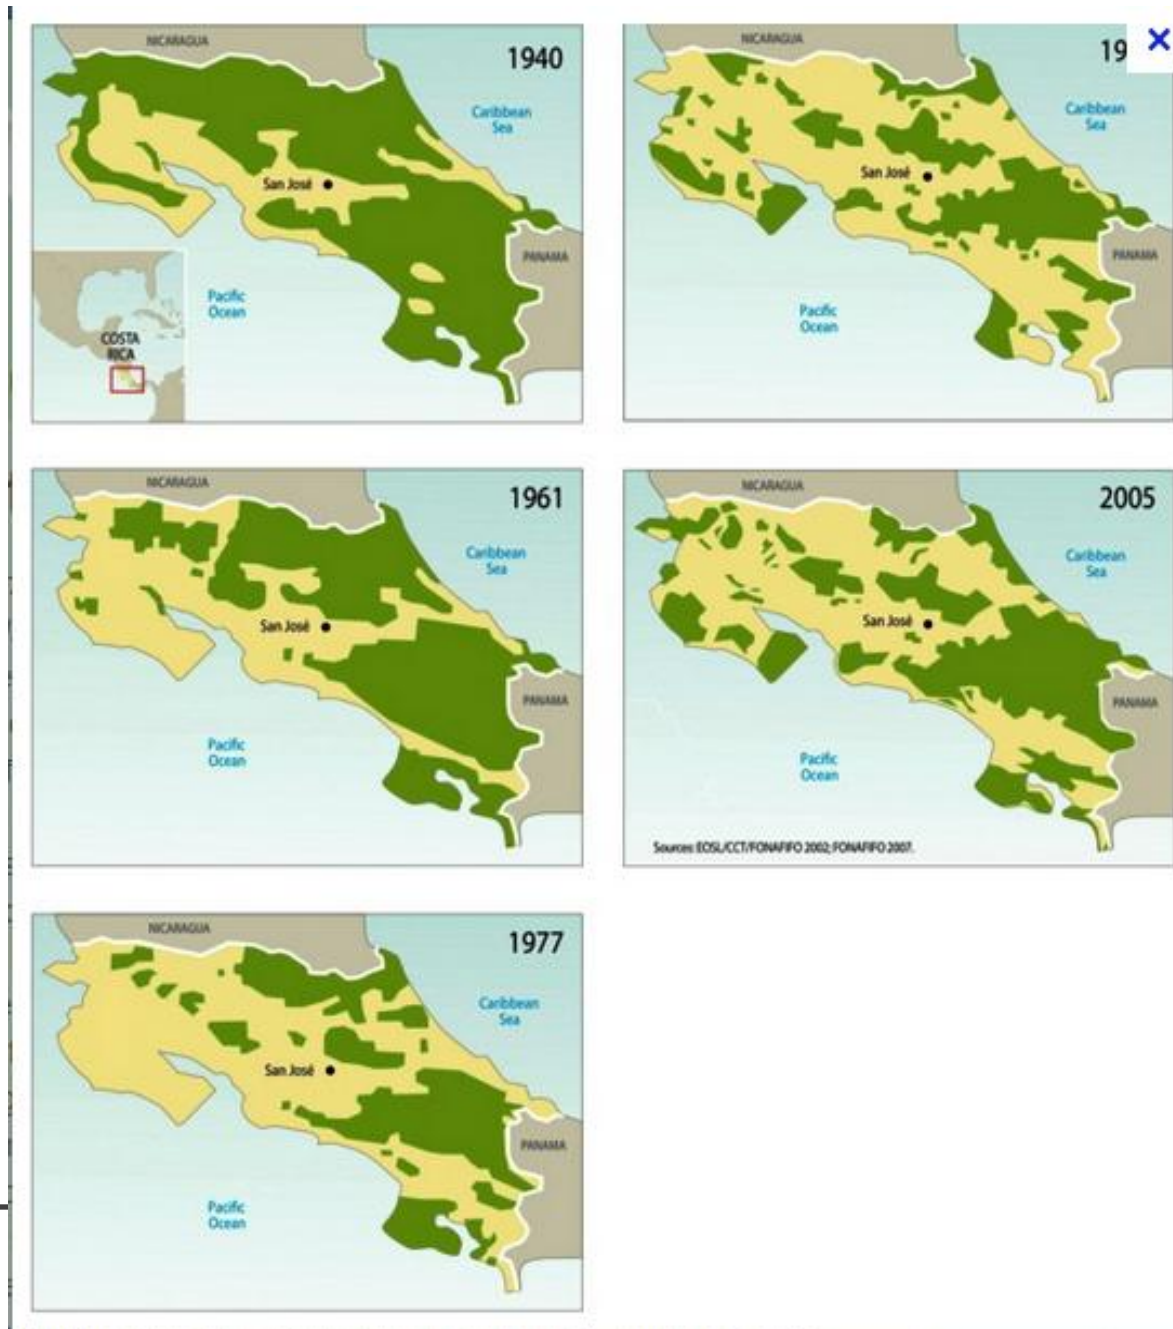 NICARAGUA
1940
Caribbean
Sea
San José
PANAMA
Pacific
Ocean
COSTA
RICA
NICARAGUA
19
Caribbean
Sea
San José
PANAMA
Pacific
Ocean
NICARAGUA
1961
Caribbean
Sea
San José
PANAMA
Pacific
Ocean
NICARAGUA
2005
Caribbean
Sea
San José
PANAMA
Pacific
Ocean
Sources: EOSL/CCT/FONAFIFO 2002; FONAFIFO 2007.
NICARAGUA
1977
Caribbean
Sea
San José
PANAMA
Pacific
Ocean